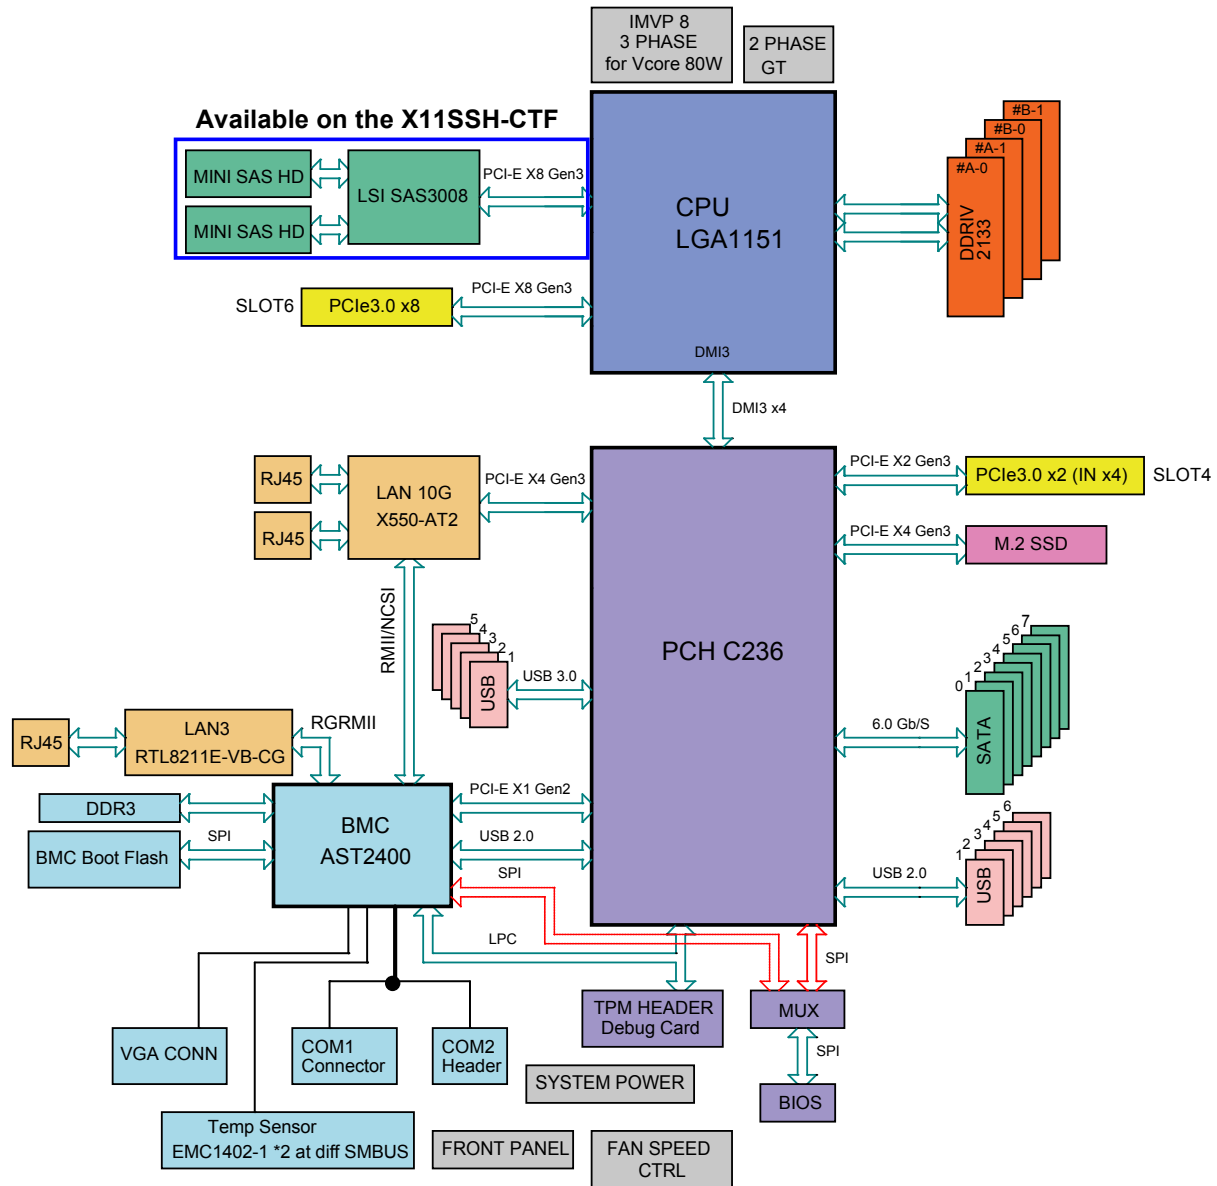 IMVP 8
3 PHASE
for Vcore 80W
2 PHASE
GT
Available on the X11SSH-CTF
MINI SAS HD
MINI SAS HD
LSI SAS3008
PCI-E X8 Gen3
CPU
LGA1151
DMI3
#B-1
#B-0
#A-1
#A-0
DDRIV
2133
SLOT6
PCIe3.0 x8
PCI-E X8 Gen3
DMI3 x4
RJ45
RJ45
LAN 10G
X550-AT2
PCI-E X4 Gen3
PCI-E X2 Gen3
PCIe3.0 x2 (IN x4)
SLOT4
PCI-E X4 Gen3
M.2 SSD
RMII/NCSI
PCH C236
5
4
3
2
1
USB
USB 3.0
7
6
5
4
3
2
1
0
SATA
6.0 Gb/S
RJ45
LAN3
RTL8211E-VB-CG
RGRMII
DDR3
BMC Boot Flash
SPI
BMC
AST2400
PCI-E X1 Gen2
USB 2.0
SPI
6
5
4
3
2
1
USB
USB 2.0
LPC
SPI
TPM HEADER
Debug Card
MUX
SPI
BIOS
VGA CONN
COM1
Connector
COM2
Header
SYSTEM POWER
Temp Sensor
EMC1402-1 *2 at diff SMBUS
FRONT PANEL
FAN SPEED
CTRL